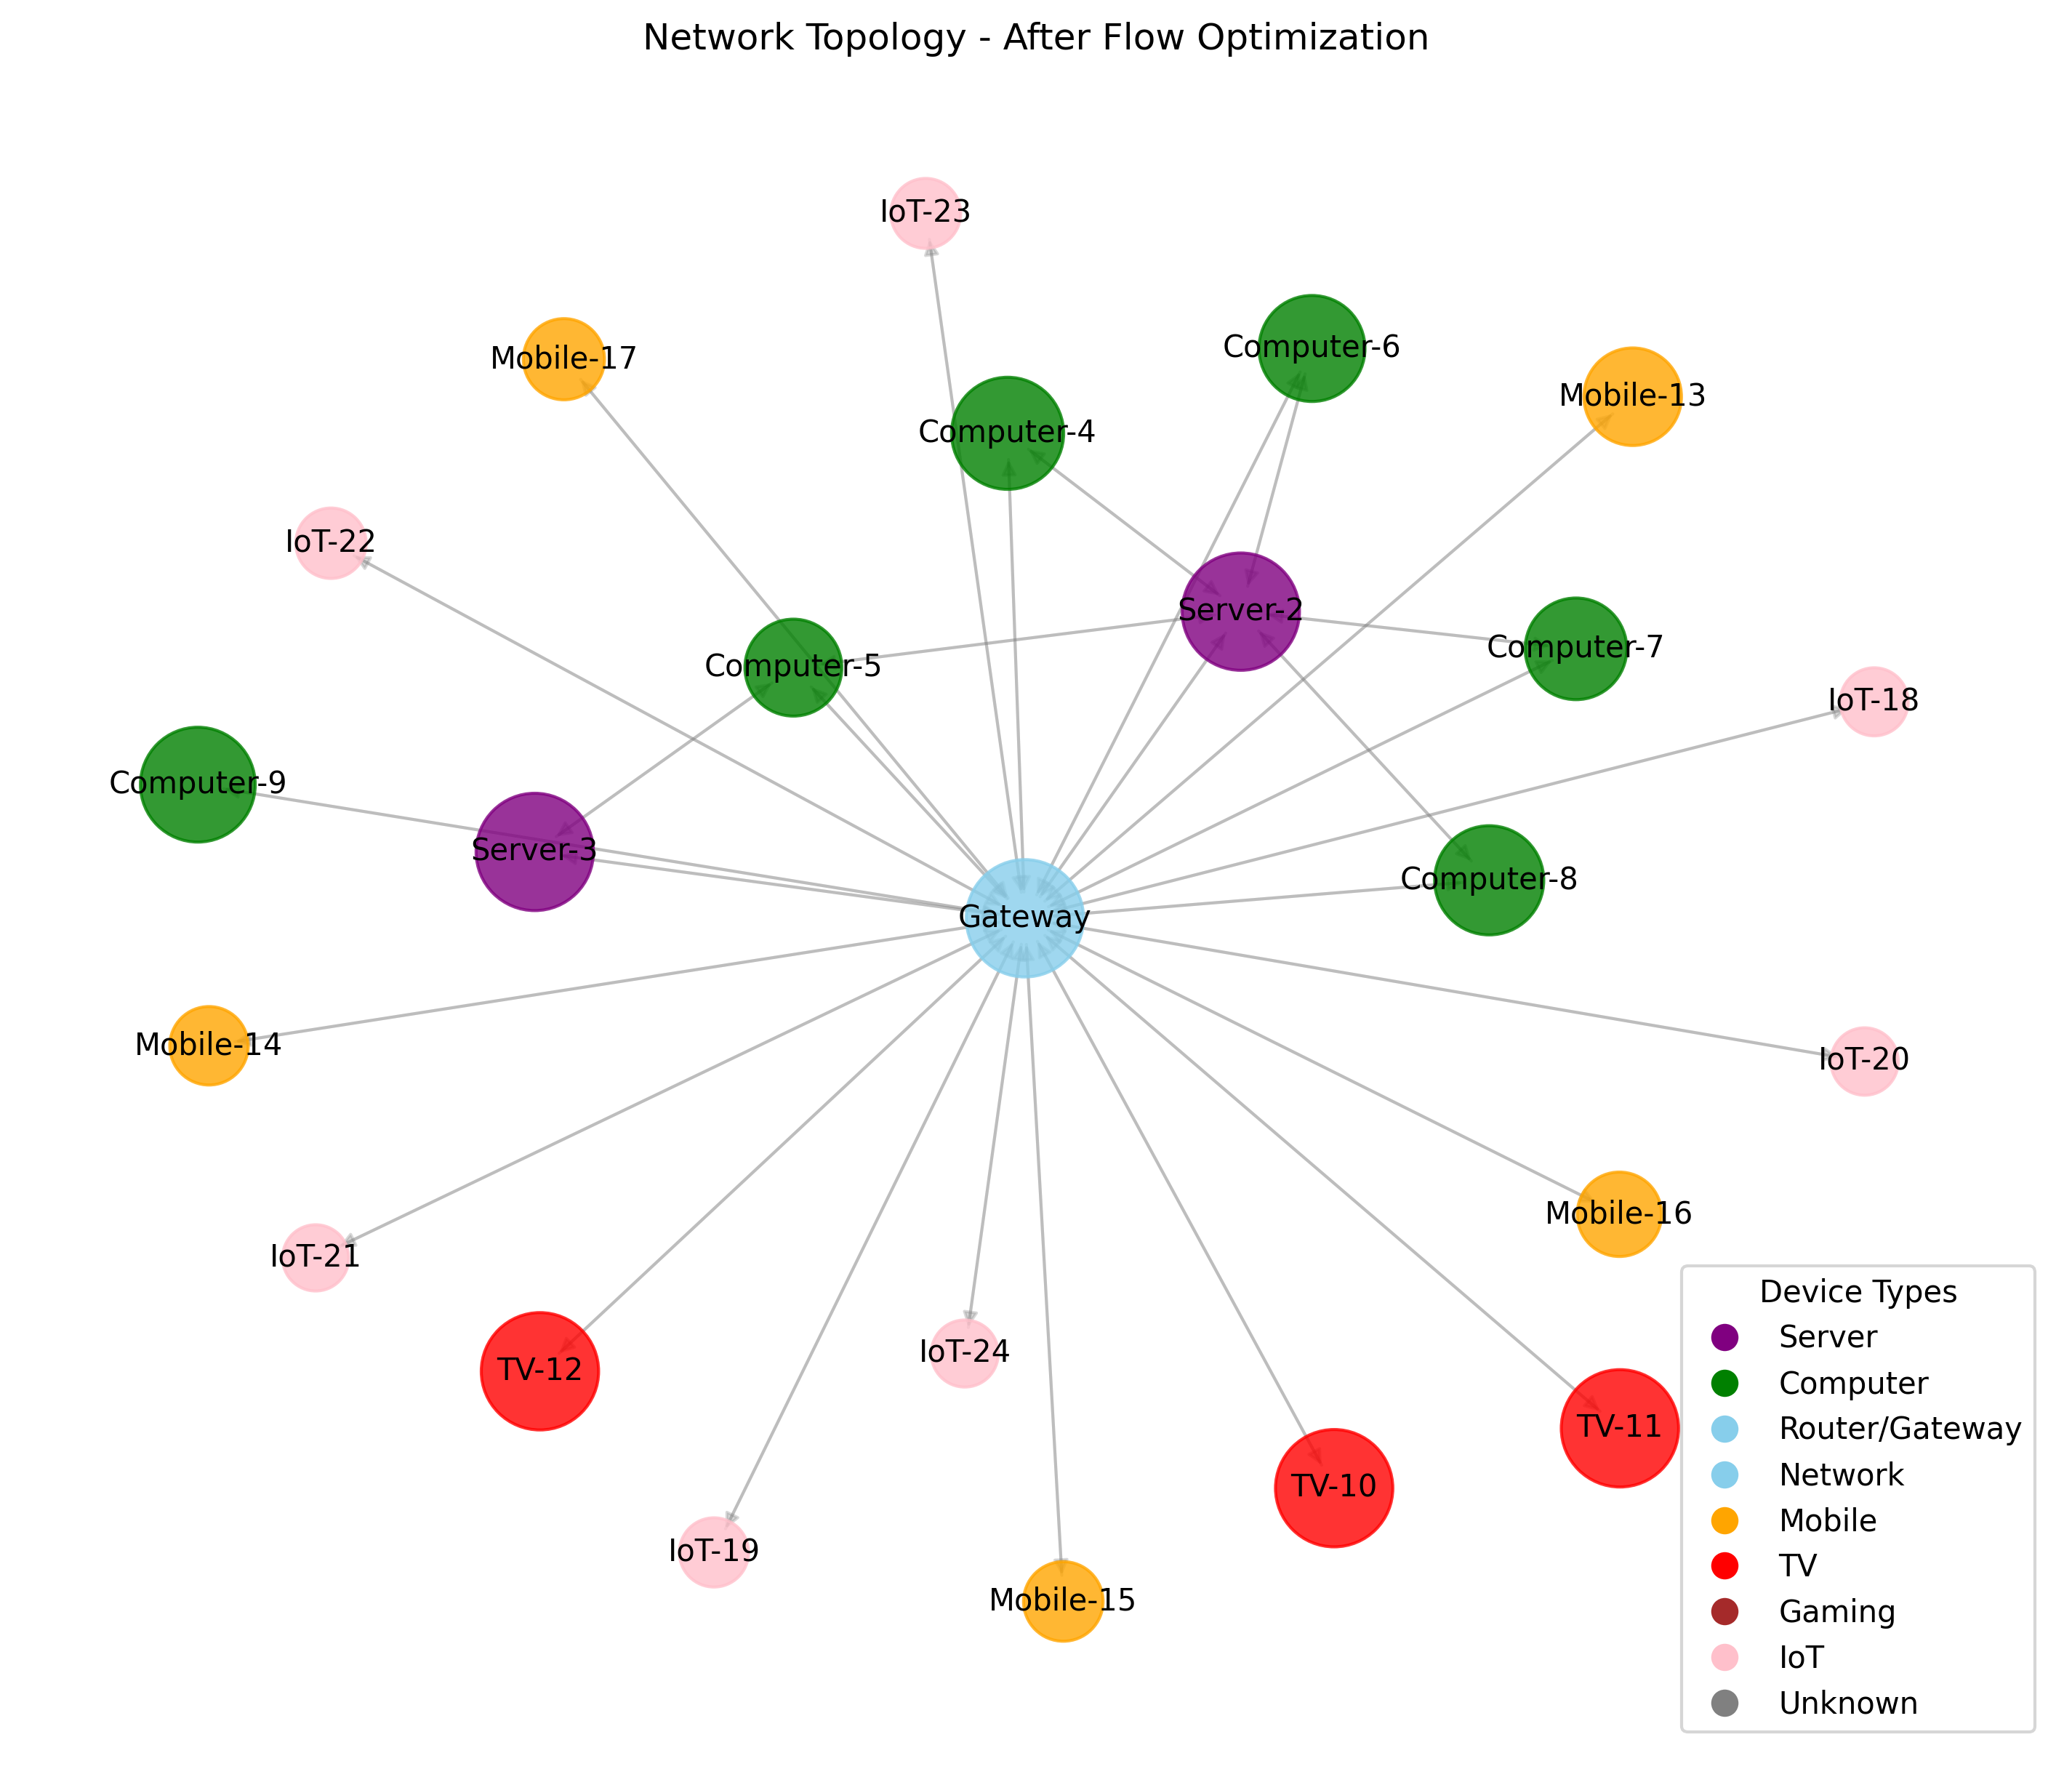 Network Topology - After Flow Optimization
IoT-23
Computer-6
Mobile-17
Mobile-13
Computer-4
IoT-22
Server-2
Computer-7
Computer-5
IoT-18
Computer-9
Server-3
Computer-8
Gateway
Mobile-14
IoT-20
Mobile-16
IoT-21
TV-12
IoT-24
TV-11
TV-10
IoT-19
Mobile-15
Device Types
Server
Computer
Router/Gateway
Network
Mobile
TV
Gaming
IoT
Unknown